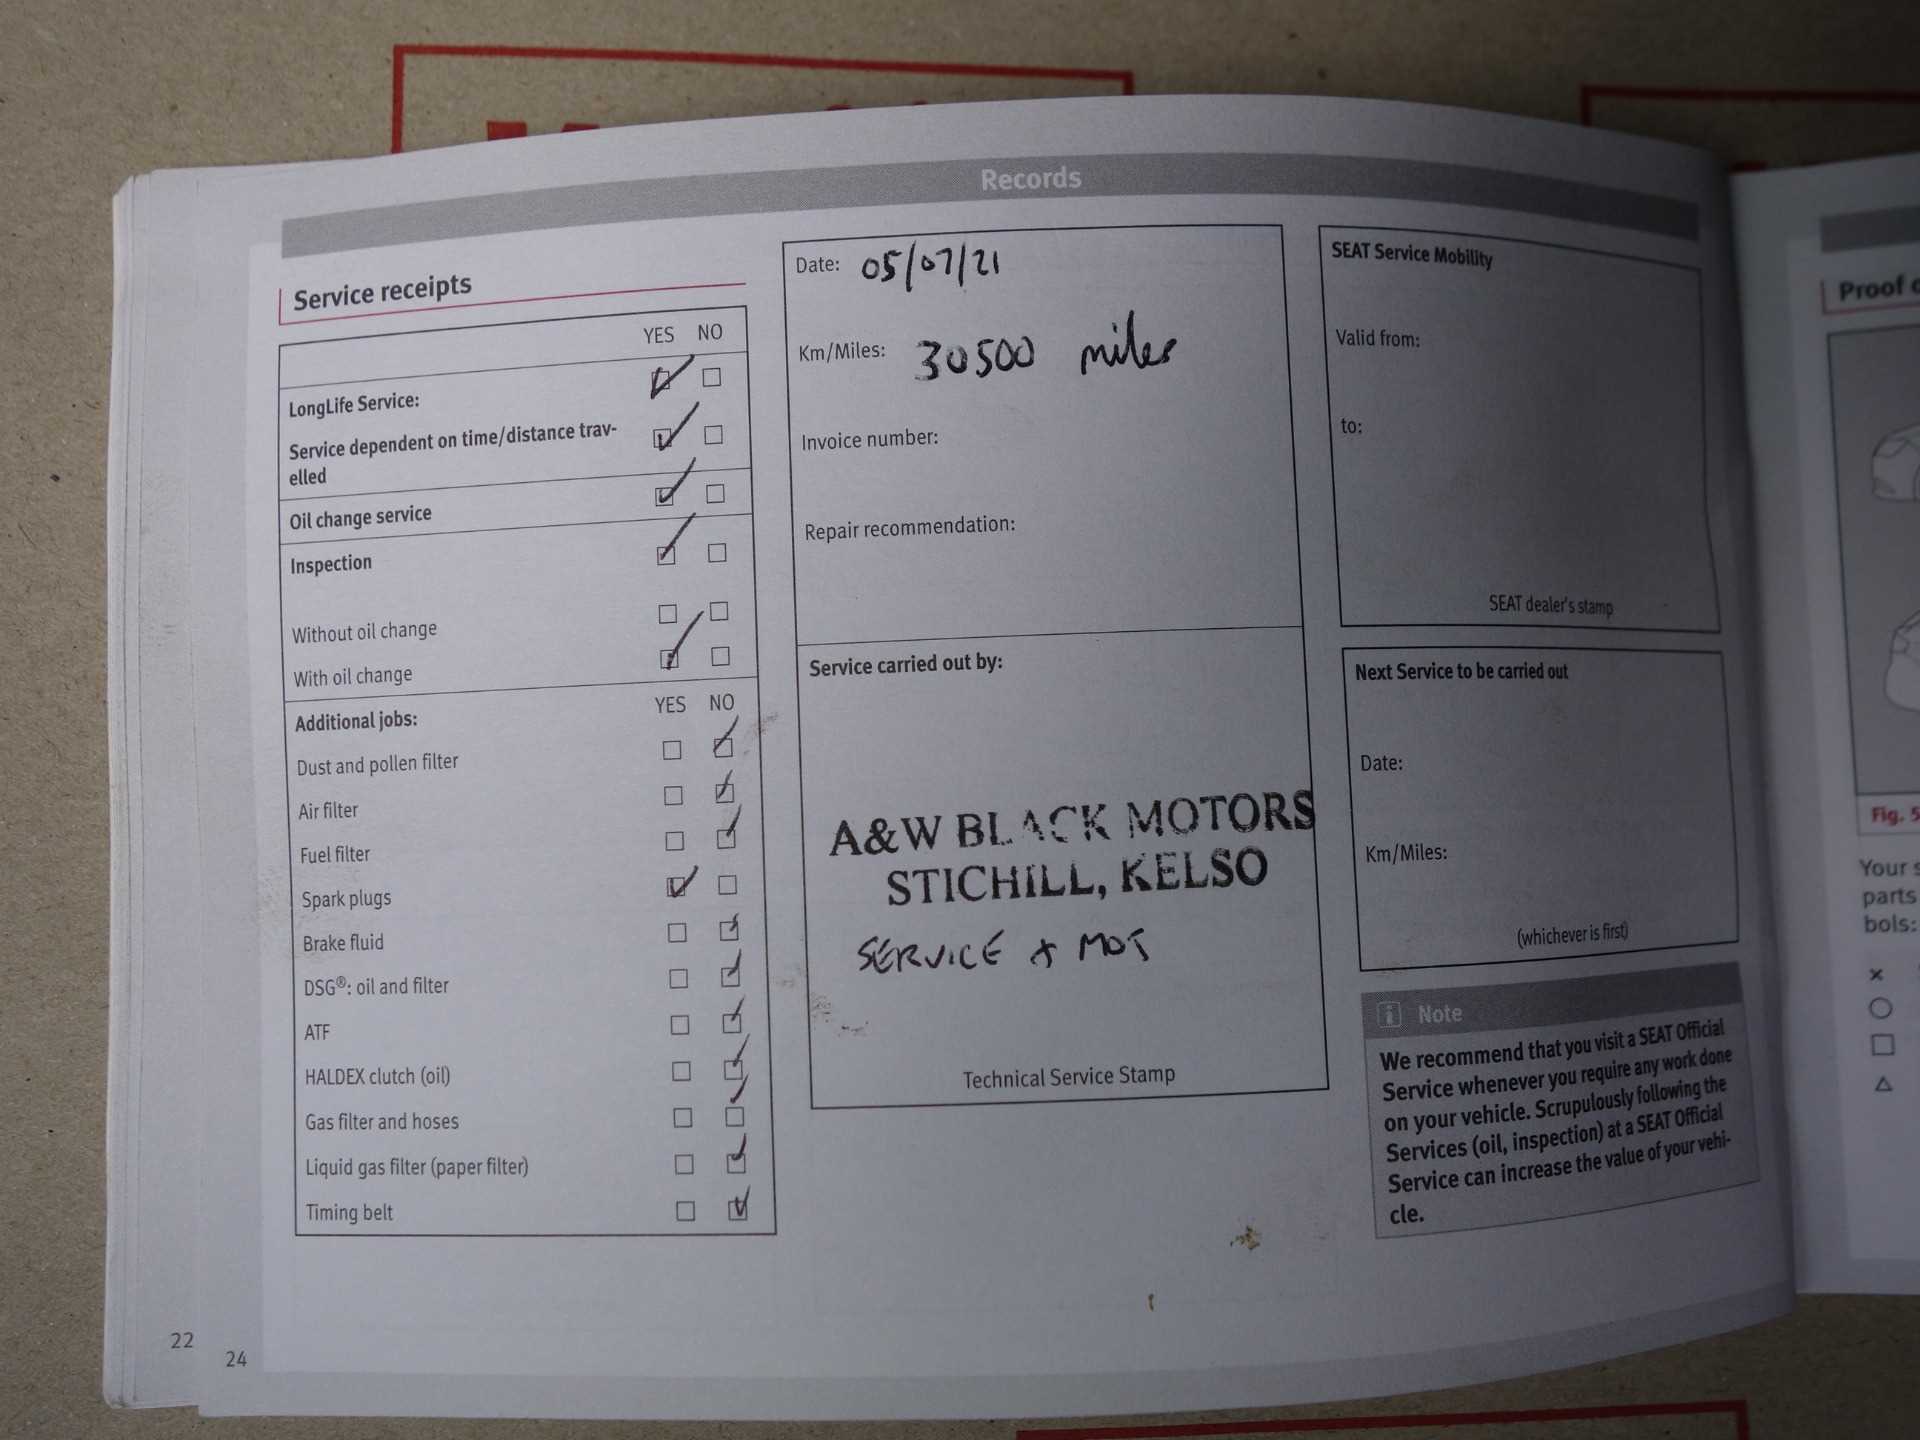 Records
Service receipts
YES NO
LongLife Service:
Service dependent on time/distance trav-
elled
Oil change service
Inspection
Without oil change
With oil change
Additional jobs:
YES NO
Dust and pollen filter
Air filter
Fuel filter
Spark plugs
Brake fluid
DSG®: oil and filter
ATF
HALDEX clutch (oil)
Gas filter and hoses
Liquid gas filter (paper filter)
Timing belt
22
24
Date: 05/07/21
Km/Miles: 30500 miles
Invoice number:
Repair recommendation:
Service carried out by:
A&W BLACK MOTORS
STICHILL, KELSO
SERVICE + MOT
Technical Service Stamp
SEAT Service Mobility
Valid from:
to:
SEAT dealer's stamp
Next Service to be carried out
Date:
Km/Miles:
(whichever is first)
Note
We recommend that you visit a SEAT Official
Service whenever you require any work done
on your vehicle. Scrupulously following the
Services (oil, inspection) at a SEAT Official
Service can increase the value of your vehi-
cle.
Proof
Fig. 5
Your
parts
bols: